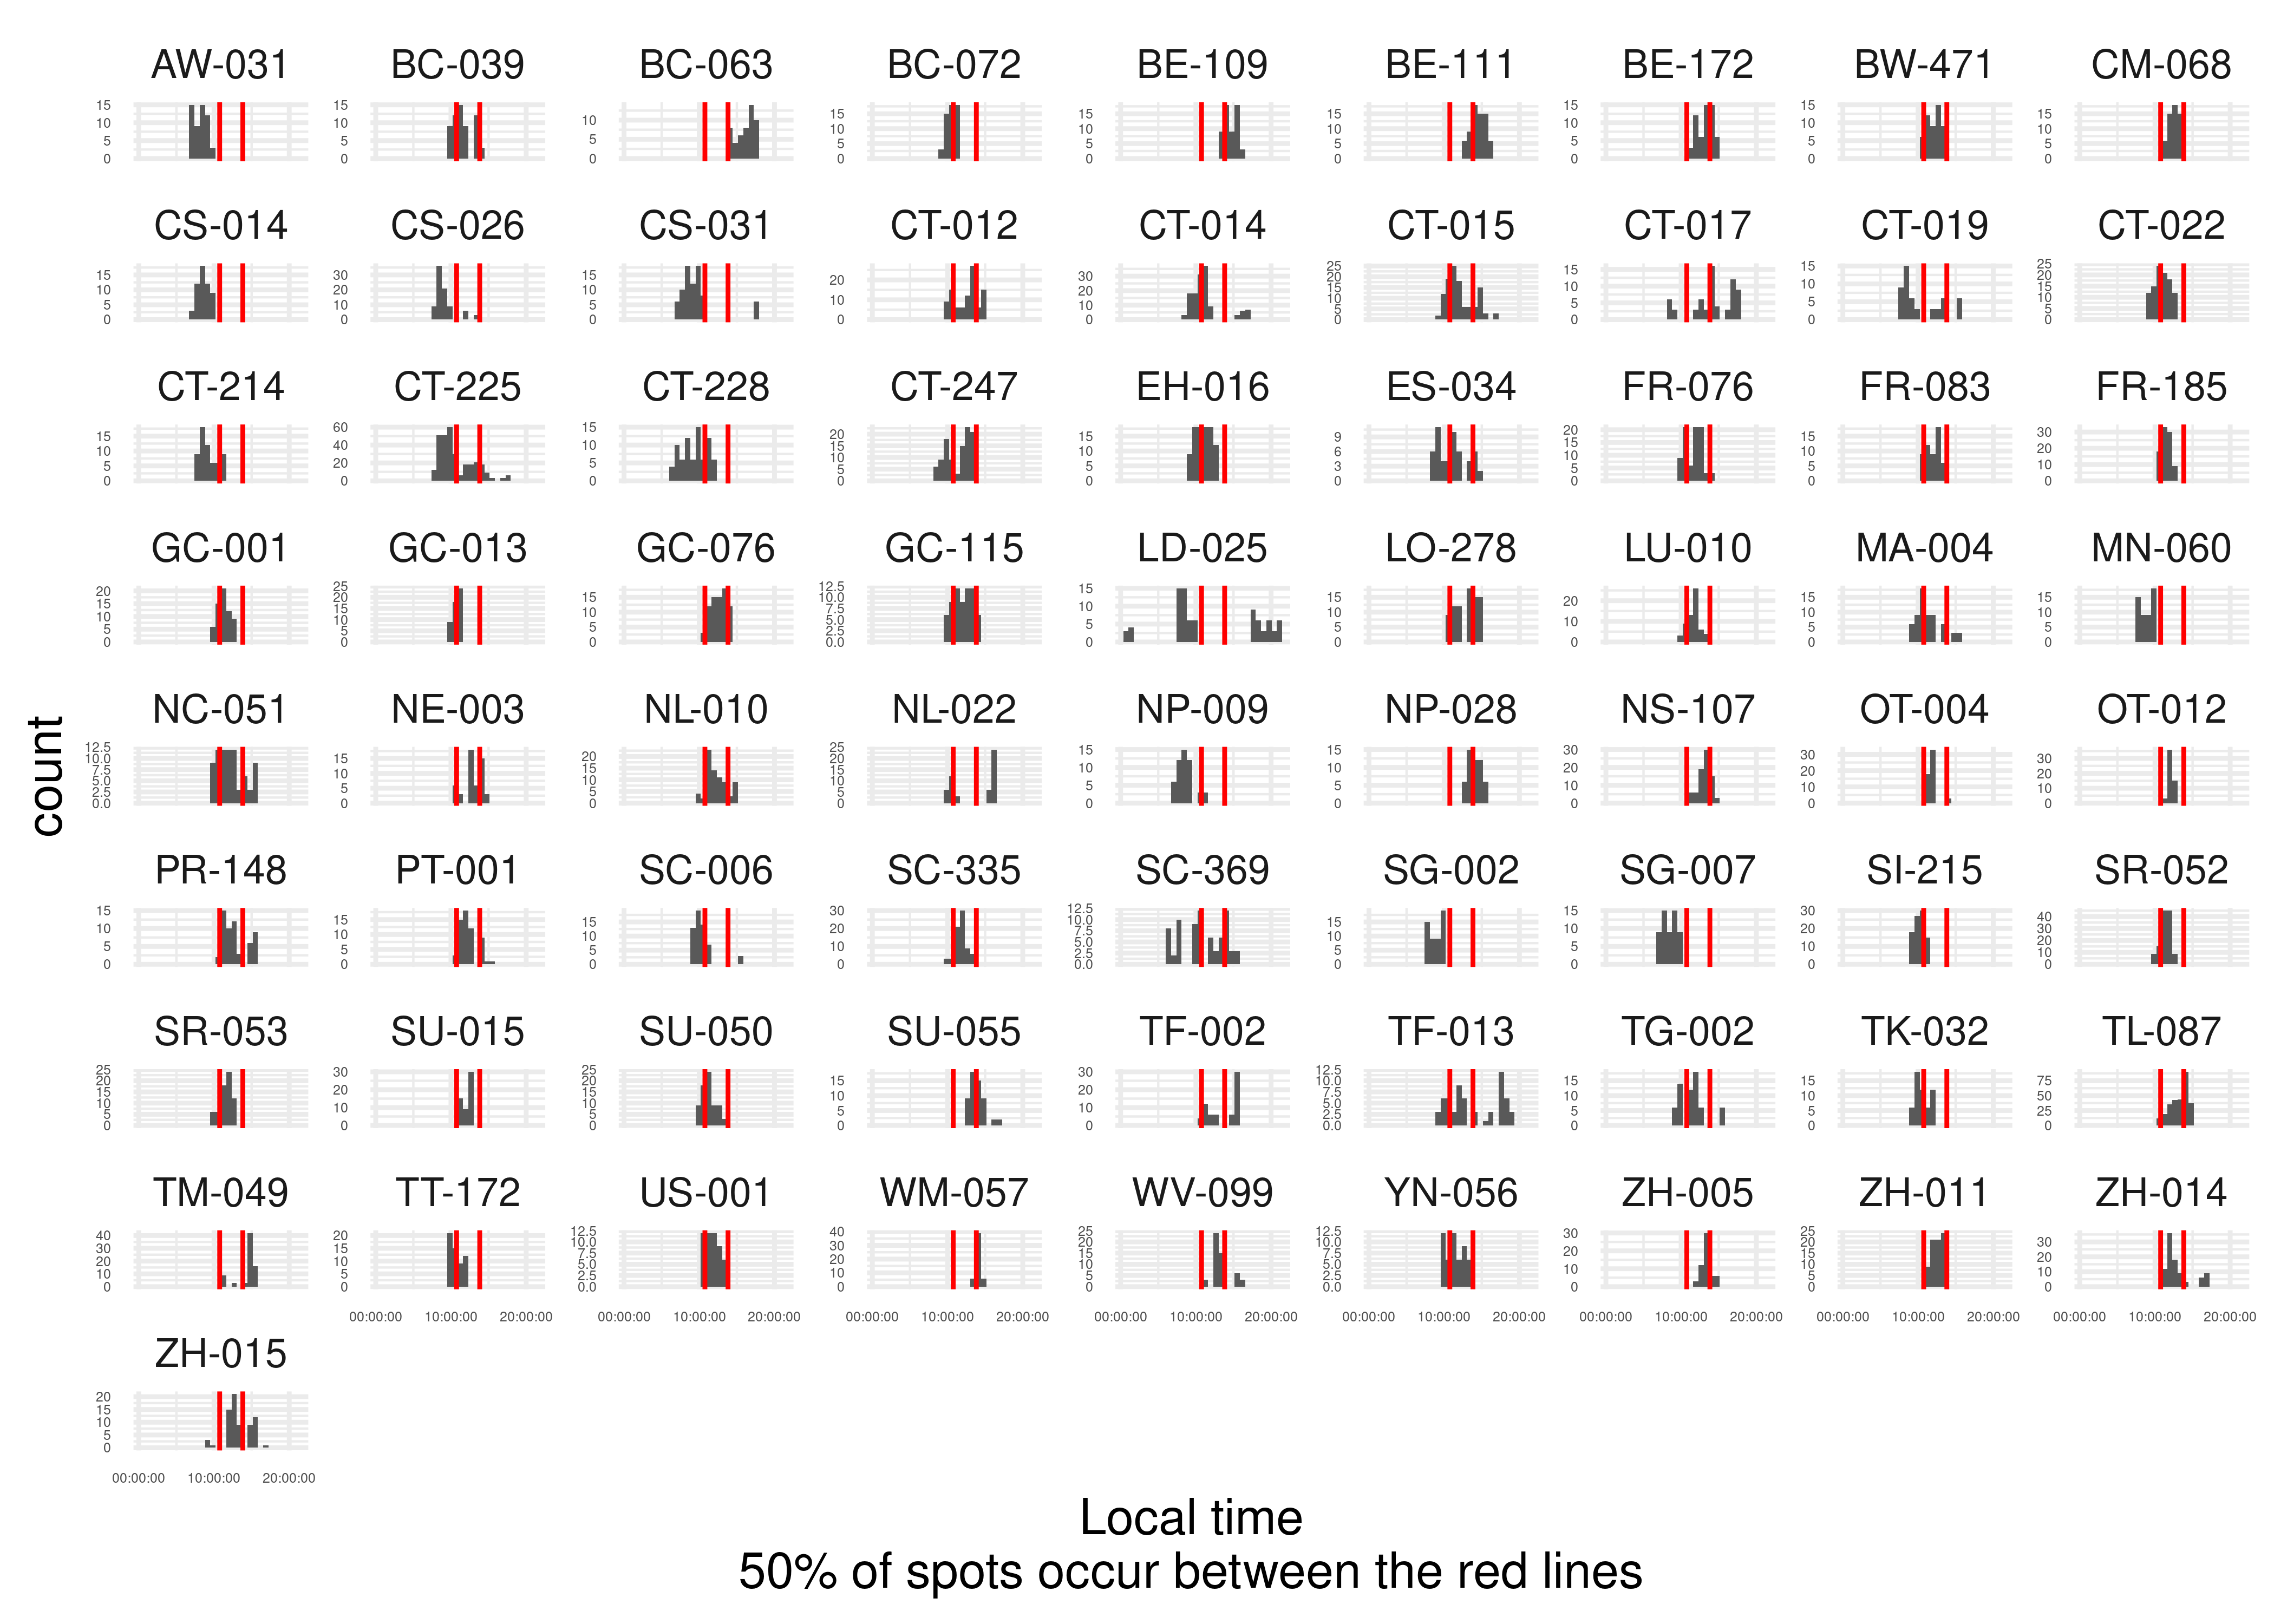 AW-031 BC-039 BC-063 BC-072 BE-109 BE-111 BE-172 BW-471 CM-068
15 15 10 15 15 15 15 15 15
10 10 5 10 10 10 10 10 10
5 5 0 5 5 5 5 5 5
0 0 0 0 0 0 0 0
CS-014 CS-026 CS-031 CT-012 CT-014 CT-015 CT-017 CT-019 CT-022
15 30 15 20 30 25 15 15 25
10 20 10 10 20 20 10 10 20
5 10 5 0 10 15 5 5 15
0 0 0 0 10 0 0 10
5 5
0 0
CT-214 CT-225 CT-228 CT-247 EH-016 ES-034 FR-076 FR-083 FR-185
15 60 15 20 15 9 20 15 30
10 40 10 15 10 6 15 10 20
5 20 5 10 5 3 10 5 10
0 0 0 5 0 0 5 0 0
0 0
GC-001 GC-013 GC-076 GC-115 LD-025 LO-278 LU-010 MA-004 MN-060
20 25 15 12.5 15 15 20 15 15
15 20 10 10.0 10 10 10 10 10
10 15 5 7.5 5 5 0 5 5
5 10 0 5.0 0 0 0 0
0 5 2.5
0 0.0
NC-051 NE-003 NL-010 NL-022 NP-009 NP-028 NS-107 OT-004 OT-012
12.5 15 20 25 15 15 30 30 30
10.0 10 15 20 10 10 20 20 20
7.5 5 10 15 5 5 10 10 10
5.0 0 5 10 0 0 0 0 0
2.5 0 5
0.0 0
count
PR-148 PT-001 SC-006 SC-335 SC-369 SG-002 SG-007 SI-215 SR-052
15 15 15 30 12.5 15 15 30 40
10 10 10 20 10.0 10 10 20 30
5 5 5 10 7.5 5 5 10 20
0 0 0 0 5.0 0 0 0 10
2.5 0
0.0
SR-053 SU-015 SU-050 SU-055 TF-002 TF-013 TG-002 TK-032 TL-087
25 30 25 15 30 12.5 15 15 75
20 20 20 10 20 10.0 10 10 50
15 10 15 5 10 7.5 5 5 25
10 0 10 0 0 5.0 0 0 0
5 5 2.5
0 0 0.0
TM-049 TT-172 US-001 WM-057 WV-099 YN-056 ZH-005 ZH-011 ZH-014
40 20 12.5 40 25 12.5 30 25 30
30 15 10.0 30 20 10.0 20 20 20
20 10 7.5 20 15 7.5 10 15 10
10 5 5.0 10 10 5.0 0 10 0
0 0 2.5 0 5 2.5 5
0.0 0 0.0 0
00:00:00 10:00:00 20:00:00 00:00:00 10:00:00 20:00:00 00:00:00 10:00:00 20:00:00 00:00:00 10:00:00 20:00:00 00:00:00 10:00:00 20:00:00 00:00:00 10:00:00 20:00:00 00:00:00 10:00:00 20:00:00 00:00:00 10:00:00 20:00:00
ZH-015
20
15
10
5
0
00:00:00 10:00:00 20:00:00
Local time
50% of spots occur between the red lines